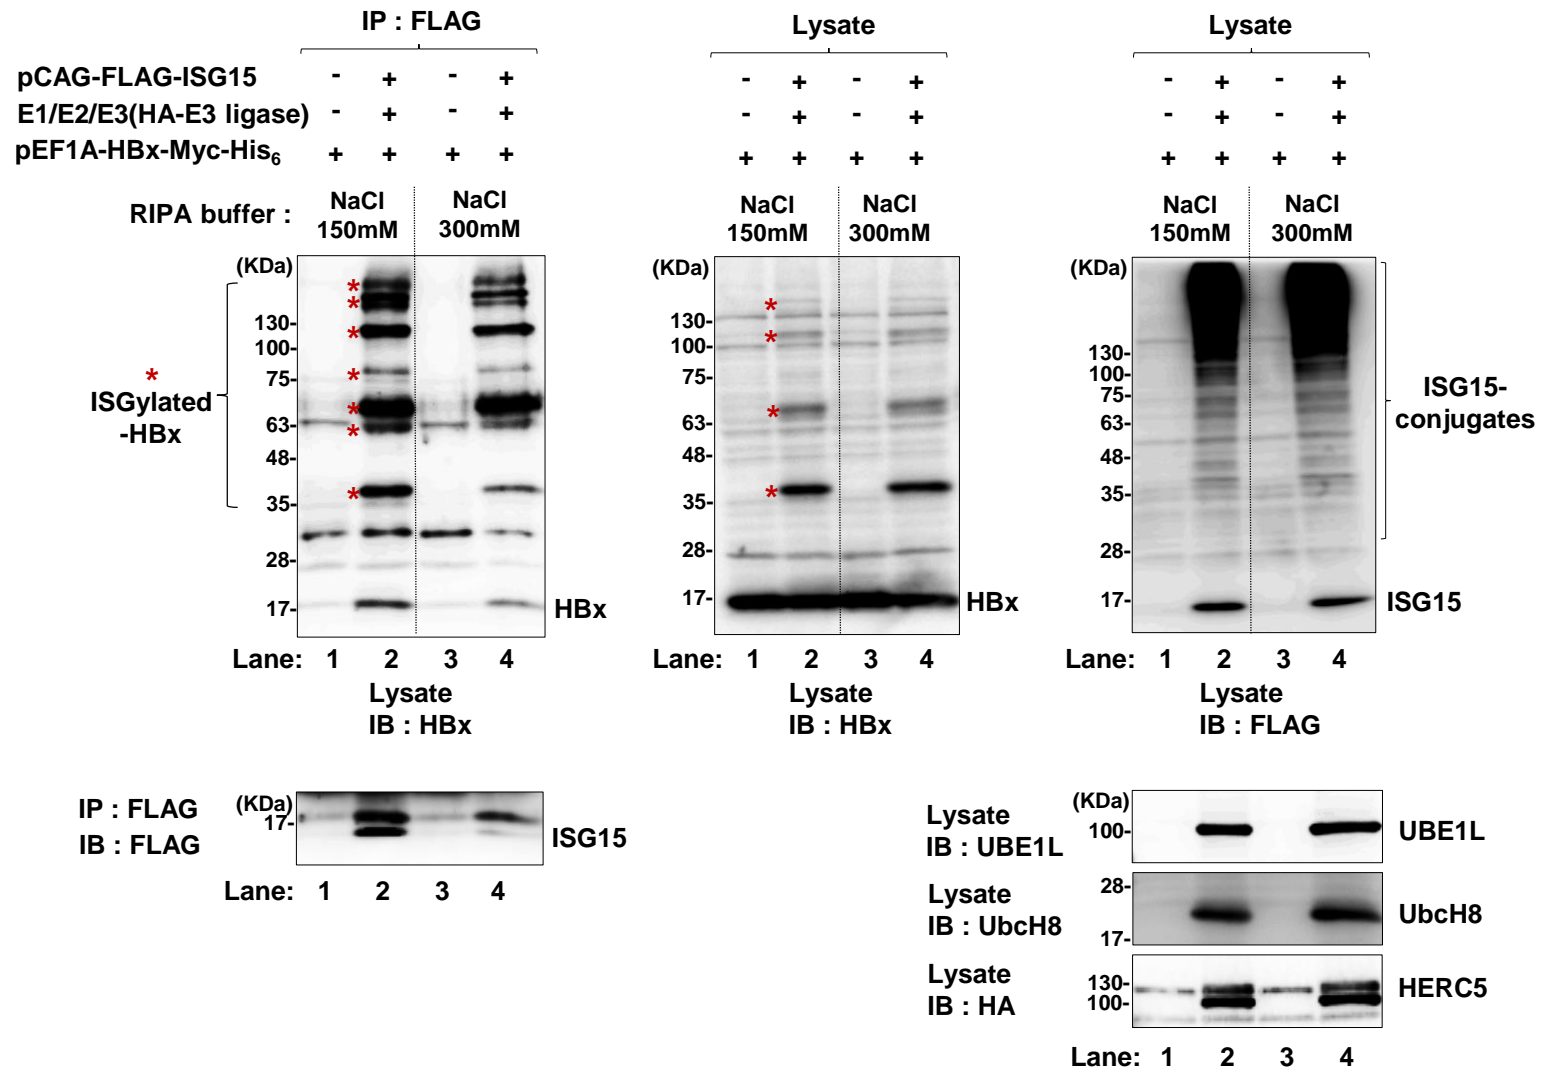 IP : FLAG
Lysate
Lysate
pCAG-FLAG-ISG15 - + - + - + - + - + - +
E1/E2/E3(HA-E3 ligase) - + - + - + - + - + - +
pEF1A-HBx-Myc-His₆ + + + + + + + + + + + +
RIPA buffer :
NaCl 150mM
NaCl 300mM
NaCl 150mM
NaCl 300mM
NaCl 150mM
NaCl 300mM
(KDa)
130-
100-
75-
63-
48-
35-
28-
17-
*
ISGylated
-HBx
*
*
*
*
*
*
*
HBx
Lane: 1 2 3 4
Lysate
IB : HBx
(KDa)
130-
100-
75-
63-
48-
35-
28-
17-
*
*
*
*
HBx
Lane: 1 2 3 4
Lysate
IB : HBx
(KDa)
130-
100-
75-
63-
48-
35-
28-
17-
ISG15-
conjugates
ISG15
Lane: 1 2 3 4
Lysate
IB : FLAG
IP : FLAG
IB : FLAG
(KDa)
17-
ISG15
Lane: 1 2 3 4
Lysate
IB : UBE1L
(KDa)
100-
UBE1L
Lysate
IB : UbcH8
28-
17-
UbcH8
Lysate
IB : HA
130-
100-
HERC5
Lane: 1 2 3 4